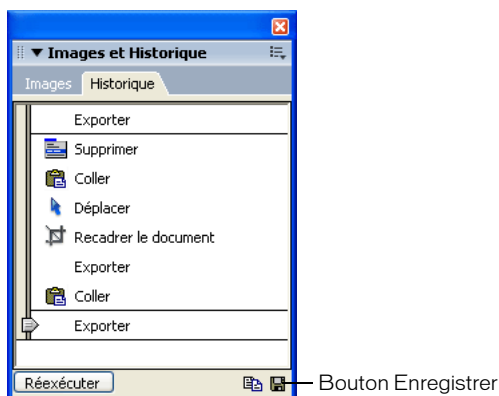 Images et Historique
Images Historique
Exporter
Supprimer
Coller
Déplacer
Recadrer le document
Exporter
Coller
Exporter
Réexécuter
Bouton Enregistrer